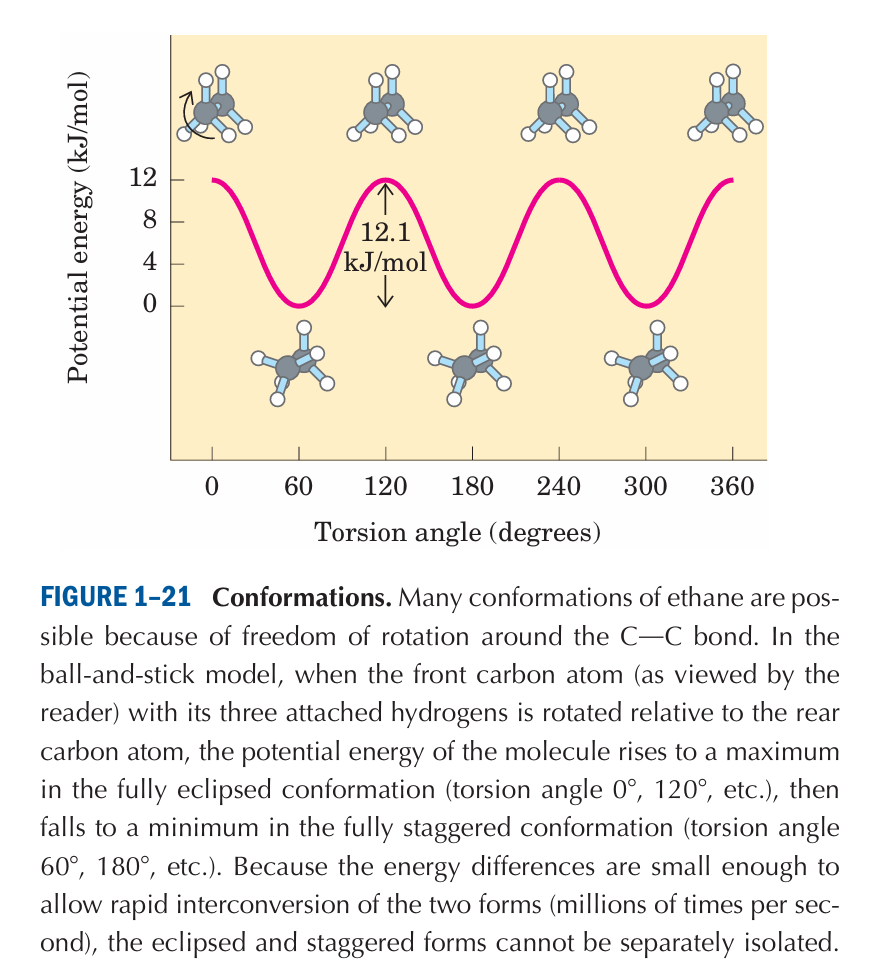 Potential energy (kJ/mol)
12
8
4
0
12.1
kJ/mol
0 60 120 180 240 300 360
Torsion angle (degrees)
FIGURE 1–21 Conformations. Many conformations of ethane are pos-
sible because of freedom of rotation around the C—C bond. In the
ball-and-stick model, when the front carbon atom (as viewed by the
reader) with its three attached hydrogens is rotated relative to the rear
carbon atom, the potential energy of the molecule rises to a maximum
in the fully eclipsed conformation (torsion angle 0°, 120°, etc.), then
falls to a minimum in the fully staggered conformation (torsion angle
60°, 180°, etc.). Because the energy differences are small enough to
allow rapid interconversion of the two forms (millions of times per sec-
ond), the eclipsed and staggered forms cannot be separately isolated.